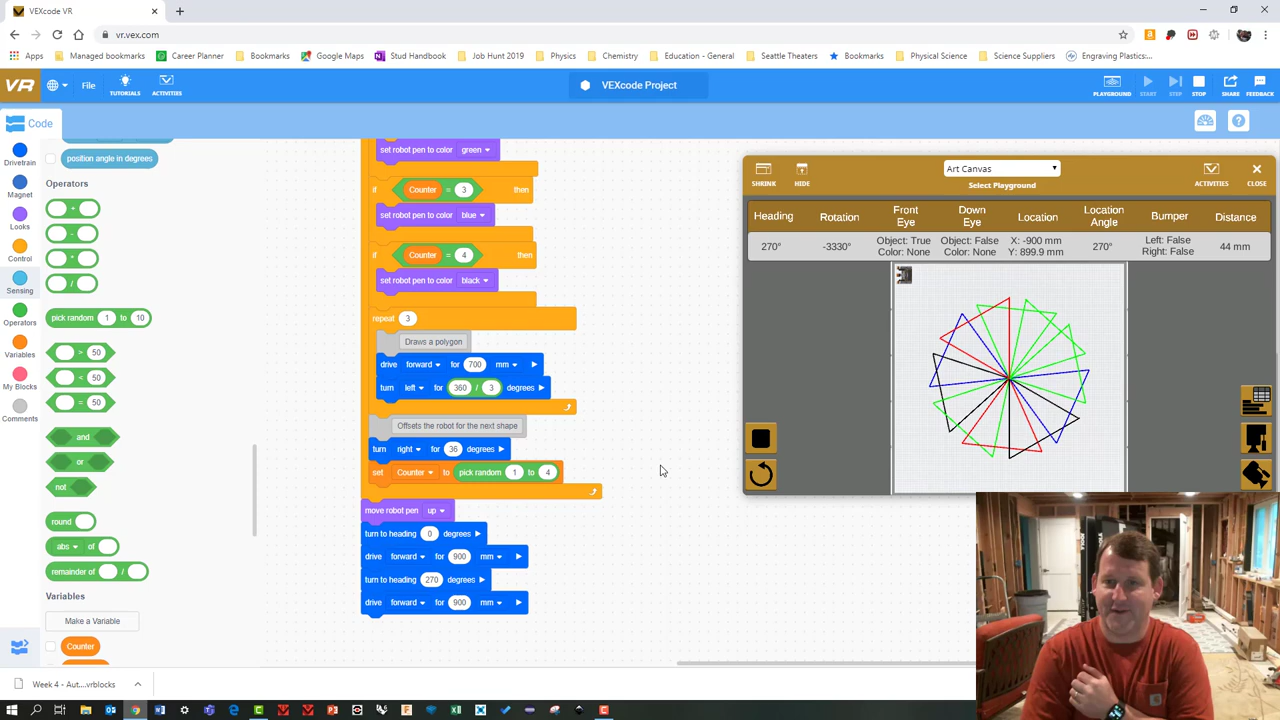 VEXcode VR
vr.vex.com
Apps
Managed bookmarks
Career Planner
Bookmarks
Google Maps
Stud Handbook
Job Hunt 2019
Physics
Chemistry
Education - General
Seattle Theaters
Bookmarks
Physical Science
Science Suppliers
Engraving Plastics:...
VR
File
TUTORIALS
ACTIVITIES
VEXcode Project
PLAYGROUND
START
STEP
STOP
SHARE
FEEDBACK
Code
Drivetrain
Magnet
Looks
Control
Sensing
Operators
Variables
My Blocks
Comments
position angle in degrees
Operators
+
-
*
/
pick random 1 to 10
> 50
< 50
= 50
and
or
not
round
abs of
remainder of /
Variables
Make a Variable
Counter
set robot pen to color green
if Counter = 3 then
set robot pen to color blue
if Counter = 4 then
set robot pen to color black
repeat 3
Draws a polygon
drive forward for 700 mm
turn left for 360 / 3 degrees
Offsets the robot for the next shape
turn right for 36 degrees
set Counter to pick random 1 to 4
move robot pen up
turn to heading 0 degrees
drive forward for 900 mm
turn to heading 270 degrees
drive forward for 900 mm
SHRINK
HIDE
Art Canvas
Select Playground
ACTIVITIES
CLOSE
Heading
Rotation
Front Eye
Down Eye
Location
Location Angle
Bumper
Distance
270°
-3330°
Object: True
Color: None
Object: False
Color: None
X: -900 mm
Y: 899.9 mm
270°
Left: False
Right: False
44 mm
Week 4 - Aut....vrblocks